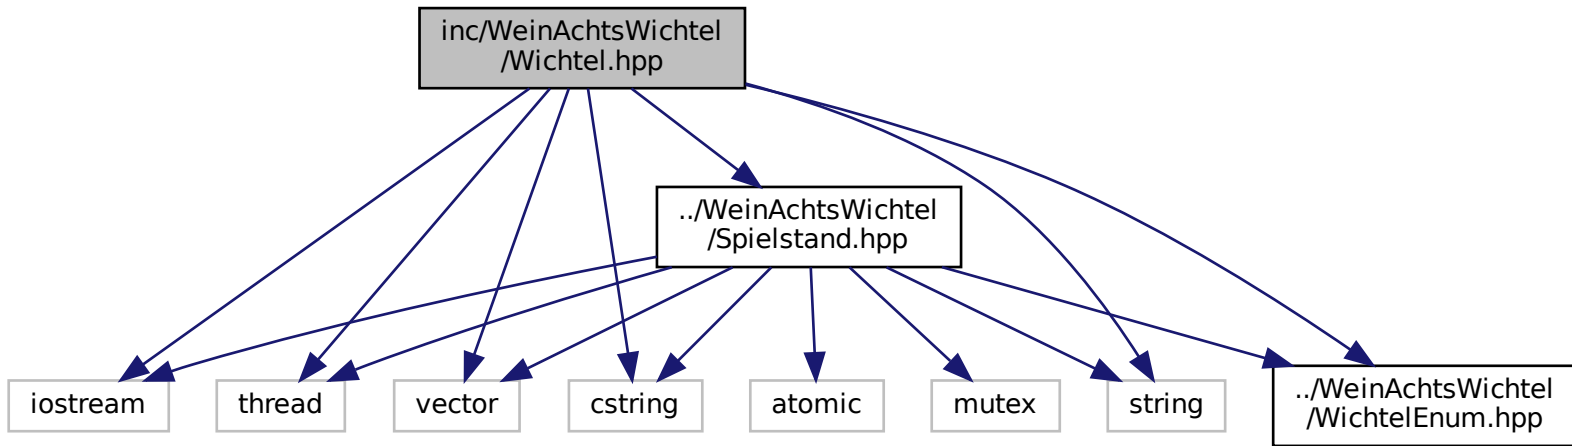 inc/WeinAchtsWichtel
/Wichtel.hpp
../WeinAchtsWichtel
/Spielstand.hpp
iostream
thread
vector
cstring
atomic
mutex
string
../WeinAchtsWichtel
/WichtelEnum.hpp